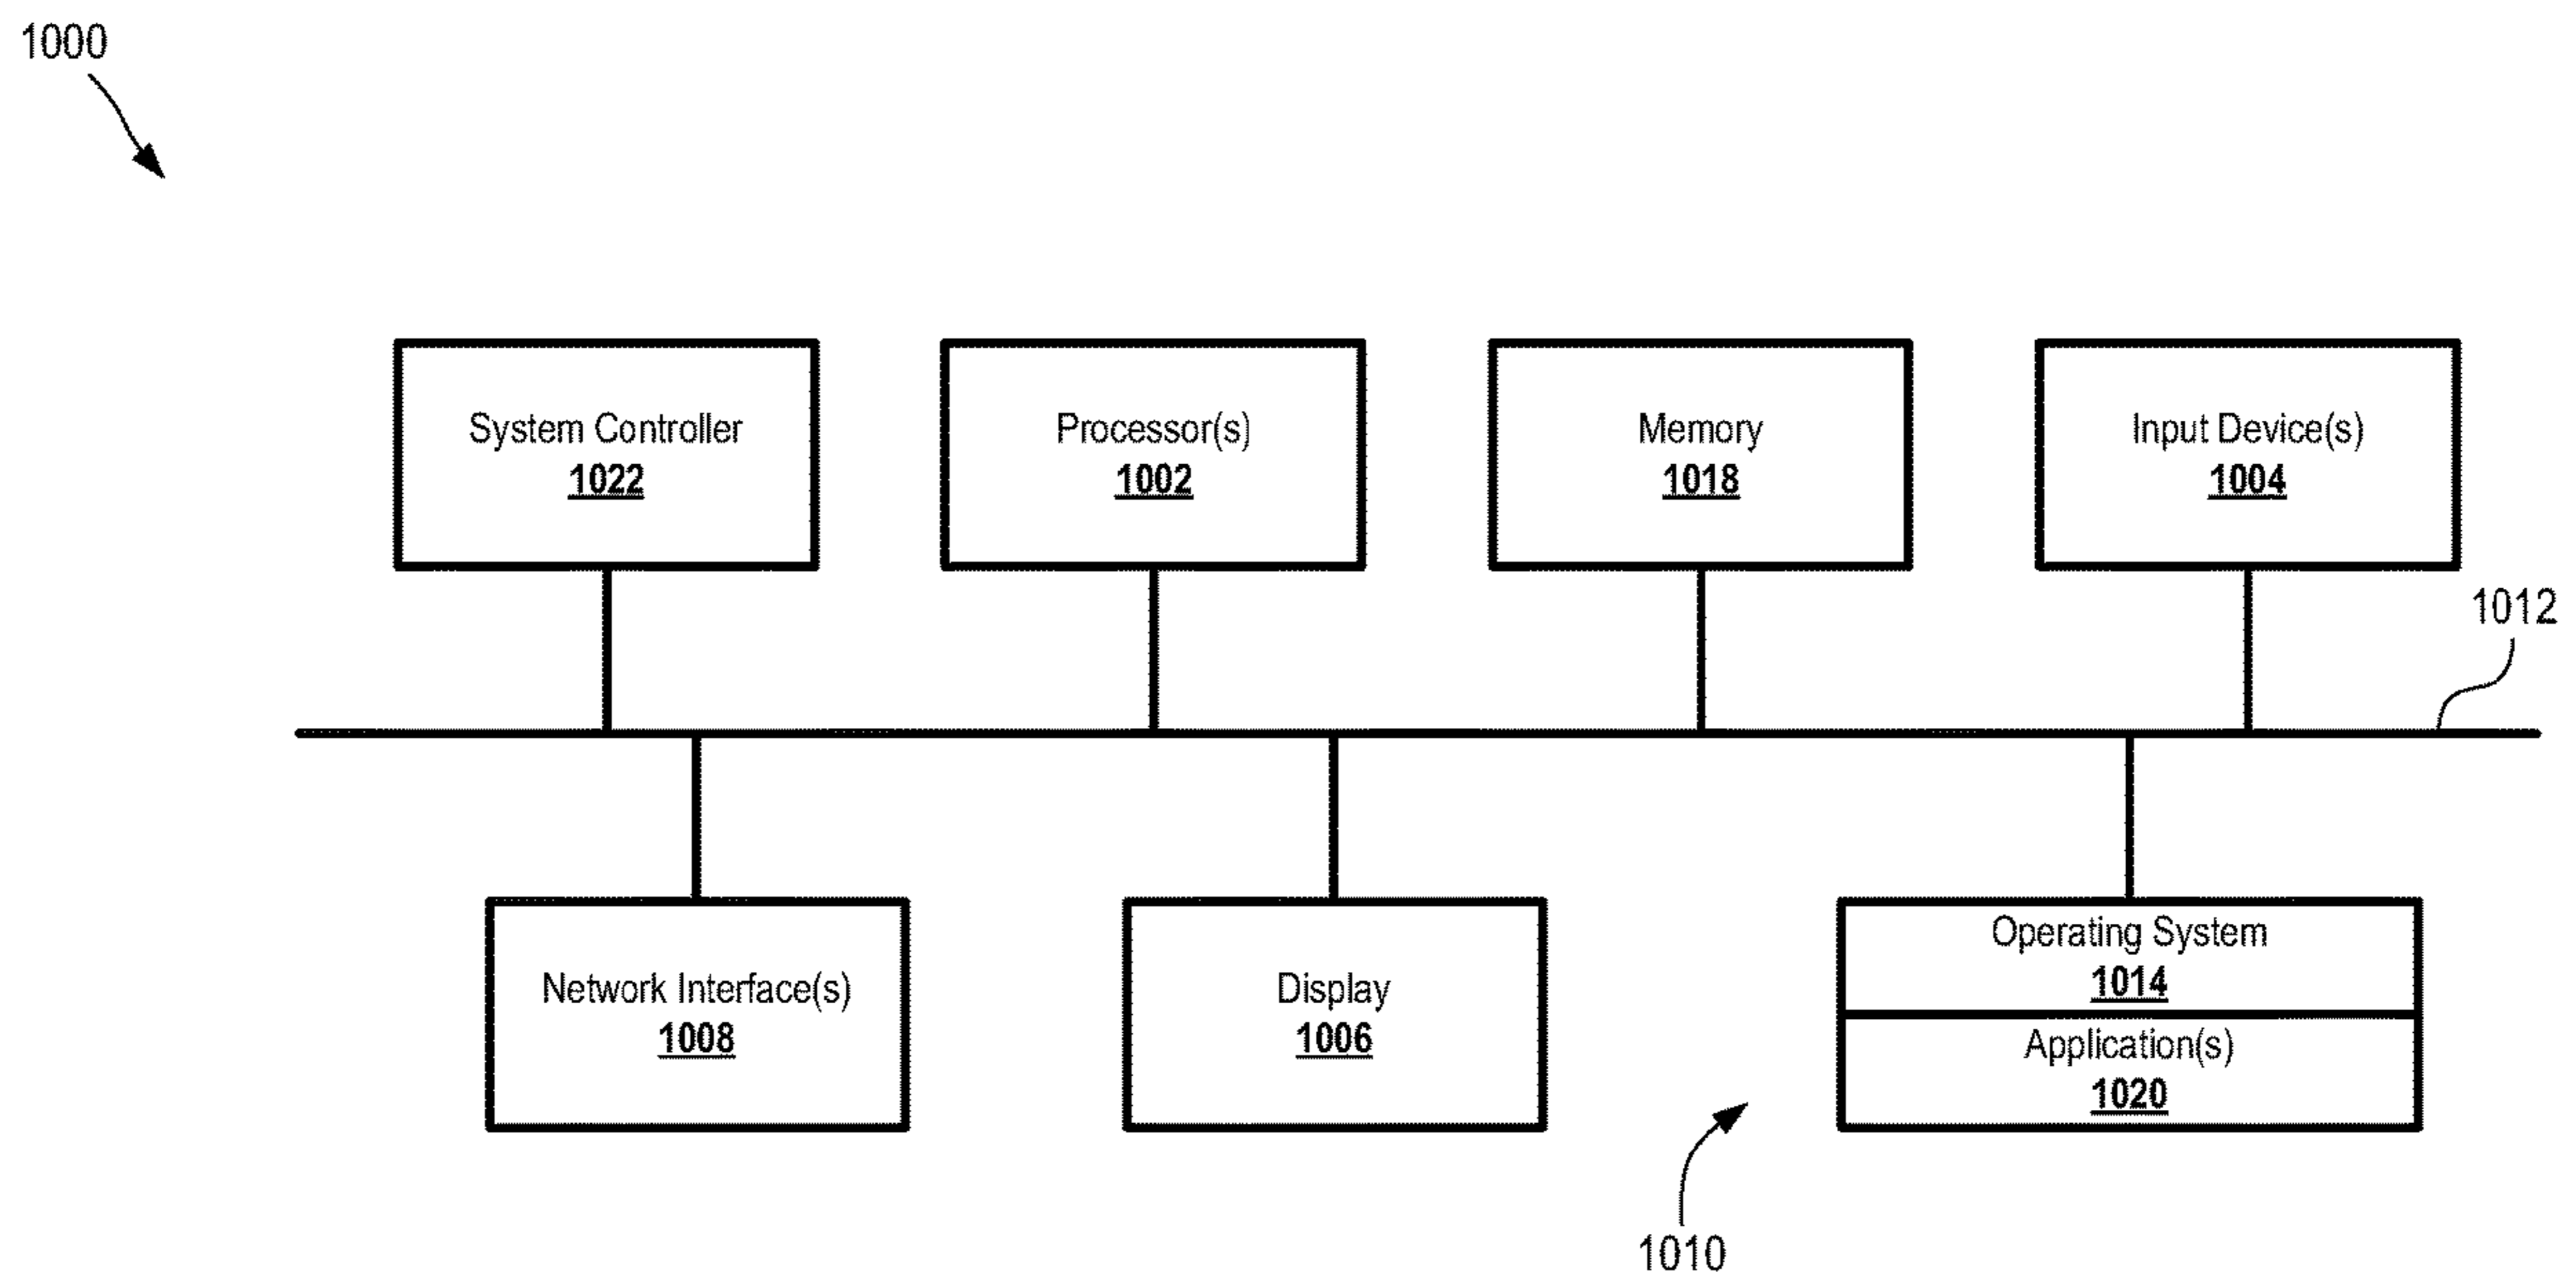 1000
System Controller
1022
Processor(s)
1002
Memory
1018
Input Device(s)
1004
1012
Network Interface(s)
1008
Display
1006
Operating System
1014
Application(s)
1020
1010